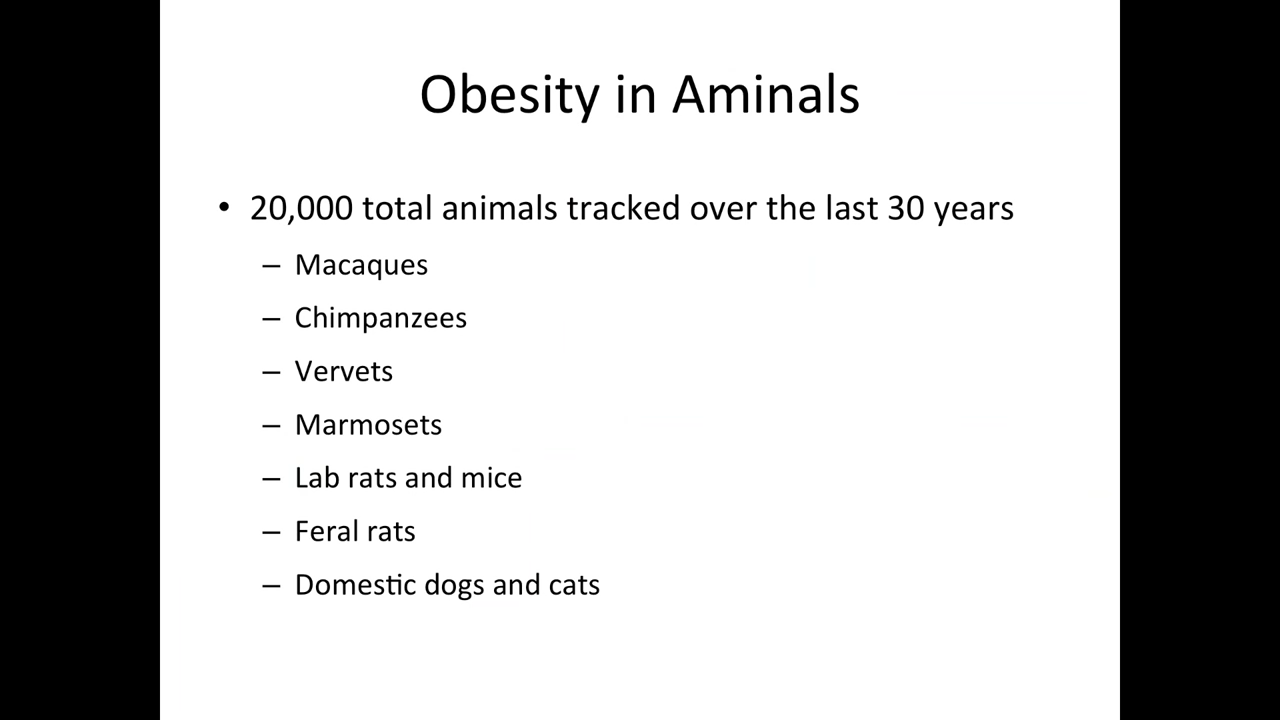 Obesity in Aminals
• 20,000 total animals tracked over the last 30 years
– Macaques
– Chimpanzees
– Vervets
– Marmosets
– Lab rats and mice
– Feral rats
– Domestic dogs and cats